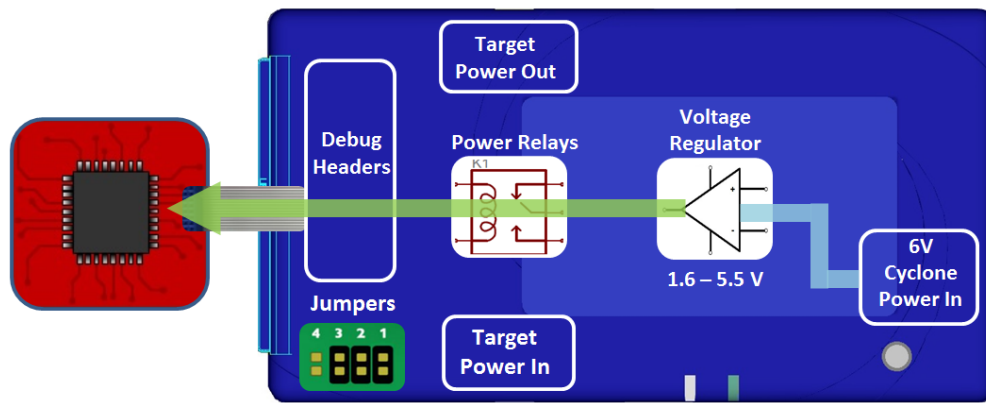 Target
Power Out
Debug
Headers
Power Relays
K1
Voltage
Regulator
+
-
1.6 – 5.5 V
6V
Cyclone
Power In
Jumpers
4 3 2 1
Target
Power In